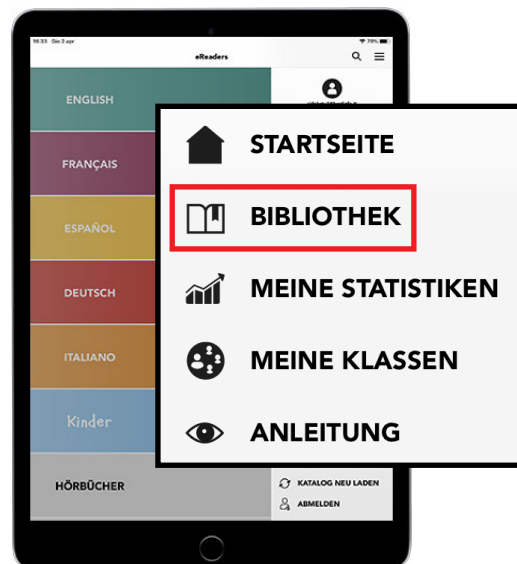 16:33 Die 2 apr
79%
eReaders
ENGLISH
FRANÇAIS
ESPAÑOL
DEUTSCH
ITALIANO
Kinder
HÖRBÜCHER
STARTSEITE
BIBLIOTHEK
MEINE STATISTIKEN
MEINE KLASSEN
ANLEITUNG
KATALOG NEU LADEN
ABMELDEN